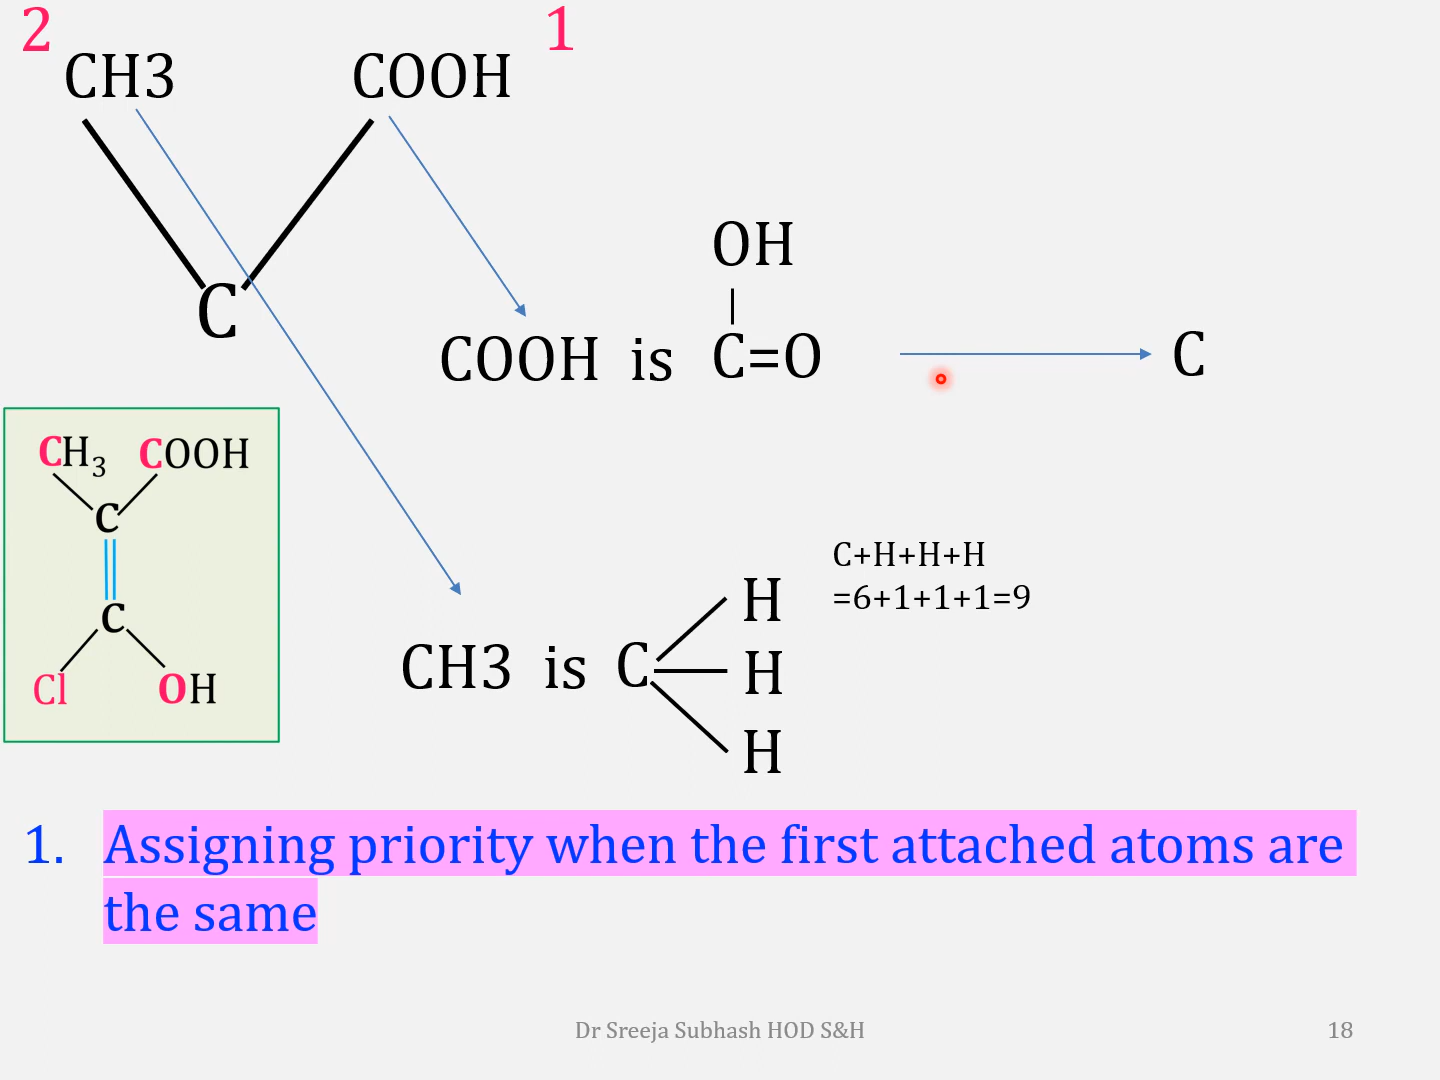 2 1
CH3 COOH
C
OH
COOH is C=O C
CH₃ COOH
C
C
Cl OH
C+H+H+H
=6+1+1+1=9
H
CH3 is C H
H
1. Assigning priority when the first attached atoms are
the same
Dr Sreeja Subhash HOD S&H 18